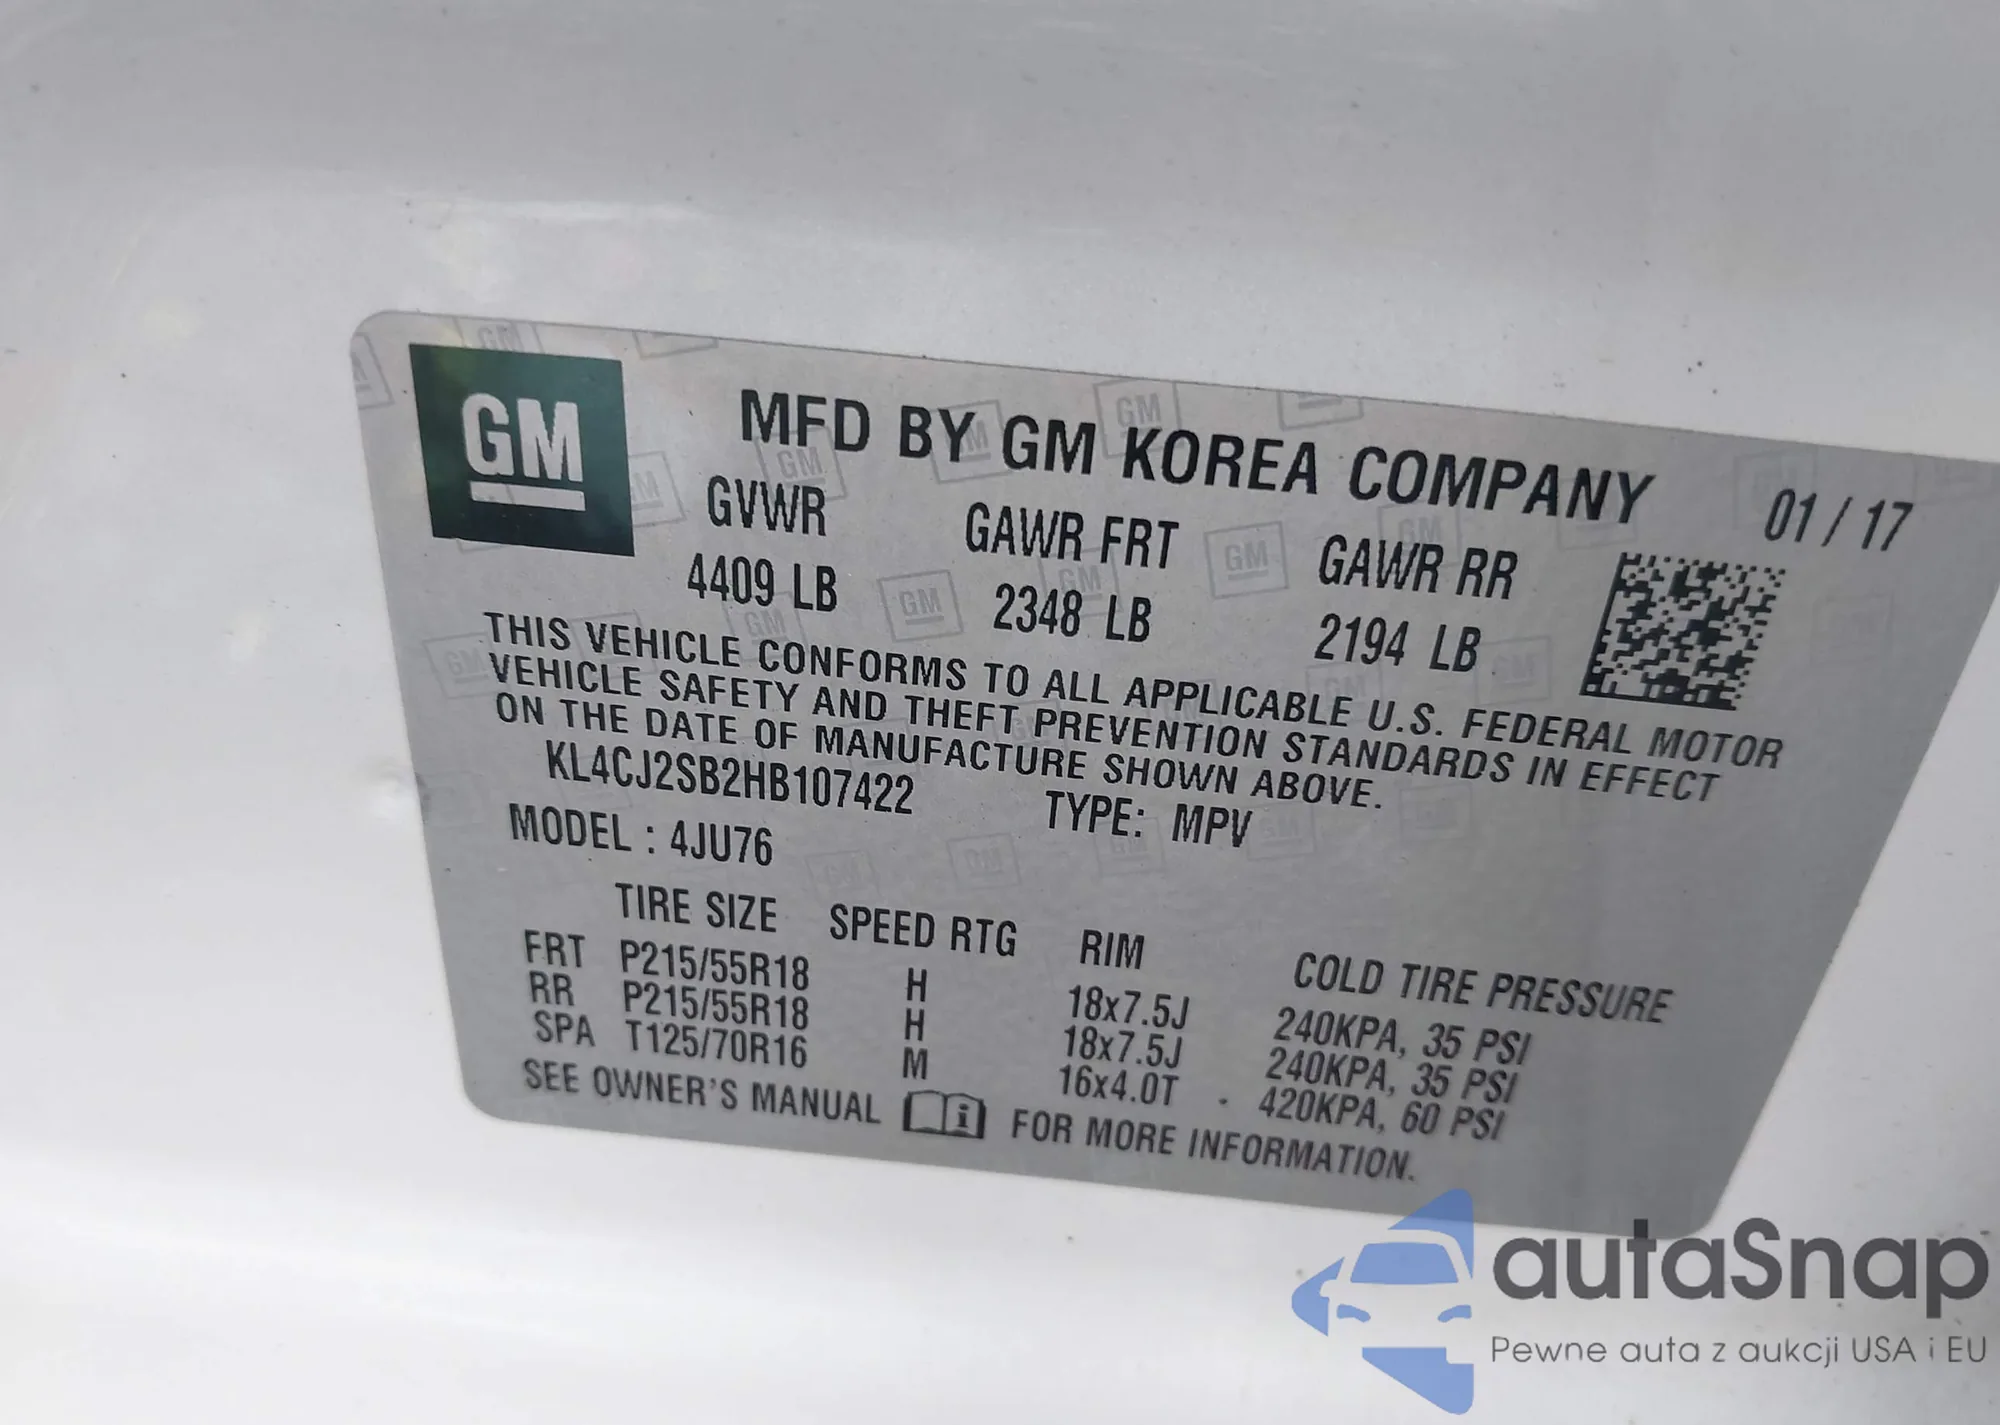 GM
MFD BY GM KOREA COMPANY 01 / 17
GVWR GAWR FRT GAWR RR
4409 LB 2348 LB 2194 LB
THIS VEHICLE CONFORMS TO ALL APPLICABLE U.S. FEDERAL MOTOR
VEHICLE SAFETY AND THEFT PREVENTION STANDARDS IN EFFECT
ON THE DATE OF MANUFACTURE SHOWN ABOVE.
KL4CJ2SB2HB107422 TYPE: MPV
MODEL : 4JU76
TIRE SIZE SPEED RTG RIM COLD TIRE PRESSURE
FRT P215/55R18 H 18x7.5J 240KPA, 35 PSI
RR P215/55R18 H 18x7.5J 240KPA, 35 PSI
SPA T125/70R16 M 16x4.0T 420KPA, 60 PSI
SEE OWNER'S MANUAL i FOR MORE INFORMATION.
autaSnap
Pewne auta z aukcji USA i EU